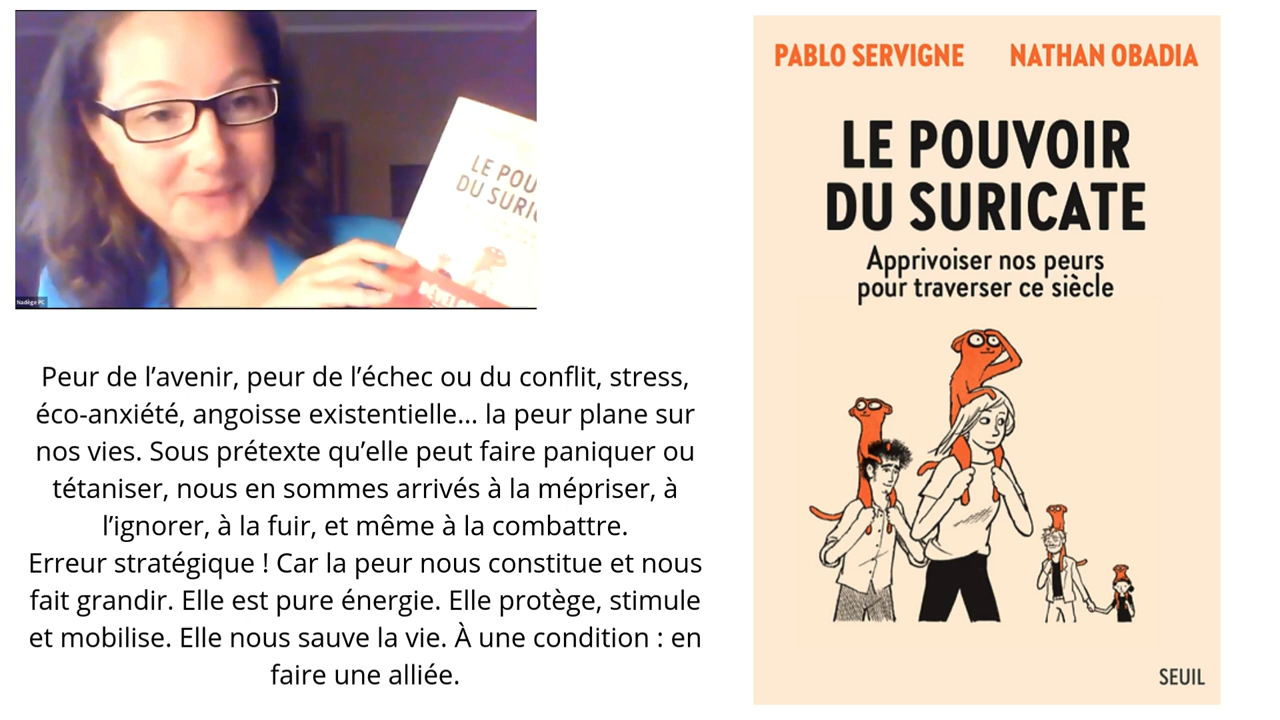 Nadège PC
LE POU
DU SURIC
Peur de l’avenir, peur de l’échec ou du conflit, stress,
éco-anxiété, angoisse existentielle... la peur plane sur
nos vies. Sous prétexte qu’elle peut faire paniquer ou
tétaniser, nous en sommes arrivés à la mépriser, à
l’ignorer, à la fuir, et même à la combattre.
Erreur stratégique ! Car la peur nous constitue et nous
fait grandir. Elle est pure énergie. Elle protège, stimule
et mobilise. Elle nous sauve la vie. À une condition : en
faire une alliée.
PABLO SERVIGNE NATHAN OBADIA
LE POUVOIR
DU SURICATE
Apprivoiser nos peurs
pour traverser ce siècle
SEUIL